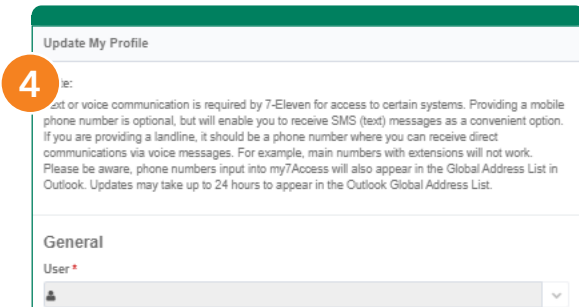 Update My Profile
4
ext or voice communication is required by 7-Eleven for access to certain systems. Providing a mobile
phone number is optional, but will enable you to receive SMS (text) messages as a convenient option.
If you are providing a landline, it should be a phone number where you can receive direct
communications via voice messages. For example, main numbers with extensions will not work.
Please be aware, phone numbers input into my7Access will also appear in the Global Address List in
Outlook. Updates may take up to 24 hours to appear in the Outlook Global Address List.
General
User *